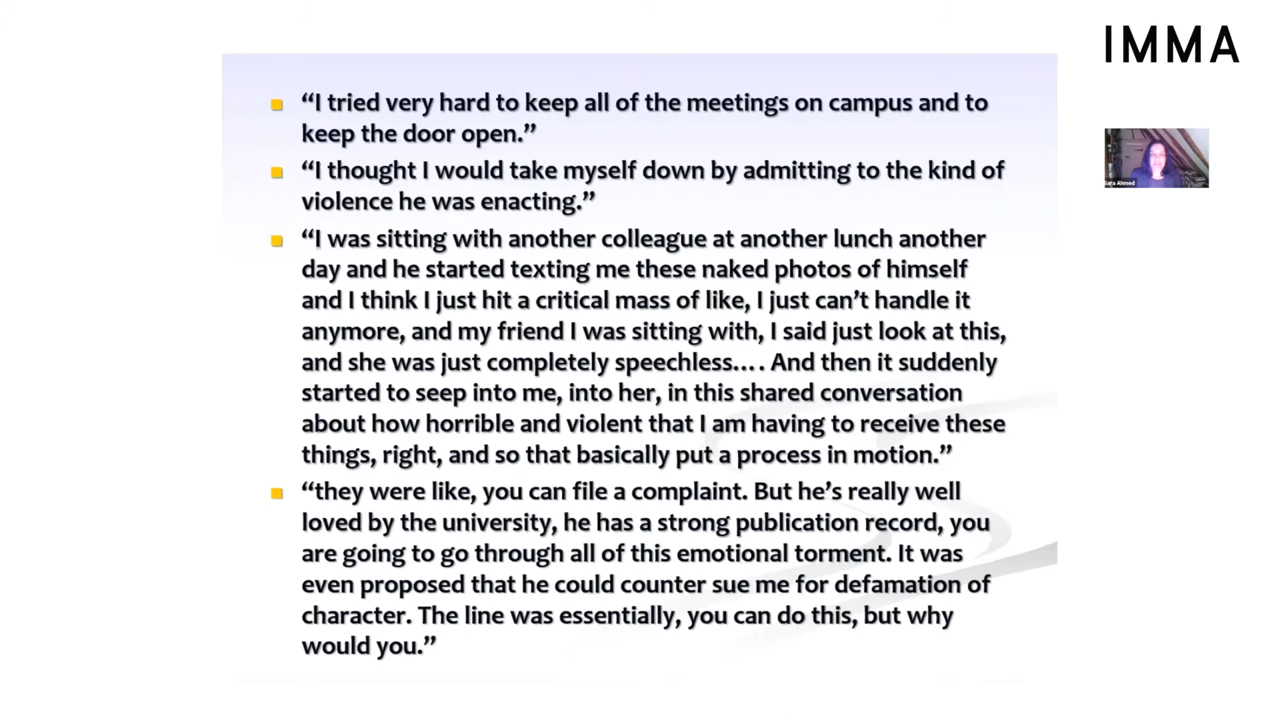 IMMA
“I tried very hard to keep all of the meetings on campus and to
keep the door open.”
“I thought I would take myself down by admitting to the kind of
violence he was enacting.”
“I was sitting with another colleague at another lunch another
day and he started texting me these naked photos of himself
and I think I just hit a critical mass of like, I just can’t handle it
anymore, and my friend I was sitting with, I said just look at this,
and she was just completely speechless…. And then it suddenly
started to seep into me, into her, in this shared conversation
about how horrible and violent that I am having to receive these
things, right, and so that basically put a process in motion.”
“they were like, you can file a complaint. But he’s really well
loved by the university, he has a strong publication record, you
are going to go through all of this emotional torment. It was
even proposed that he could counter sue me for defamation of
character. The line was essentially, you can do this, but why
would you.”
Sara Ahmed